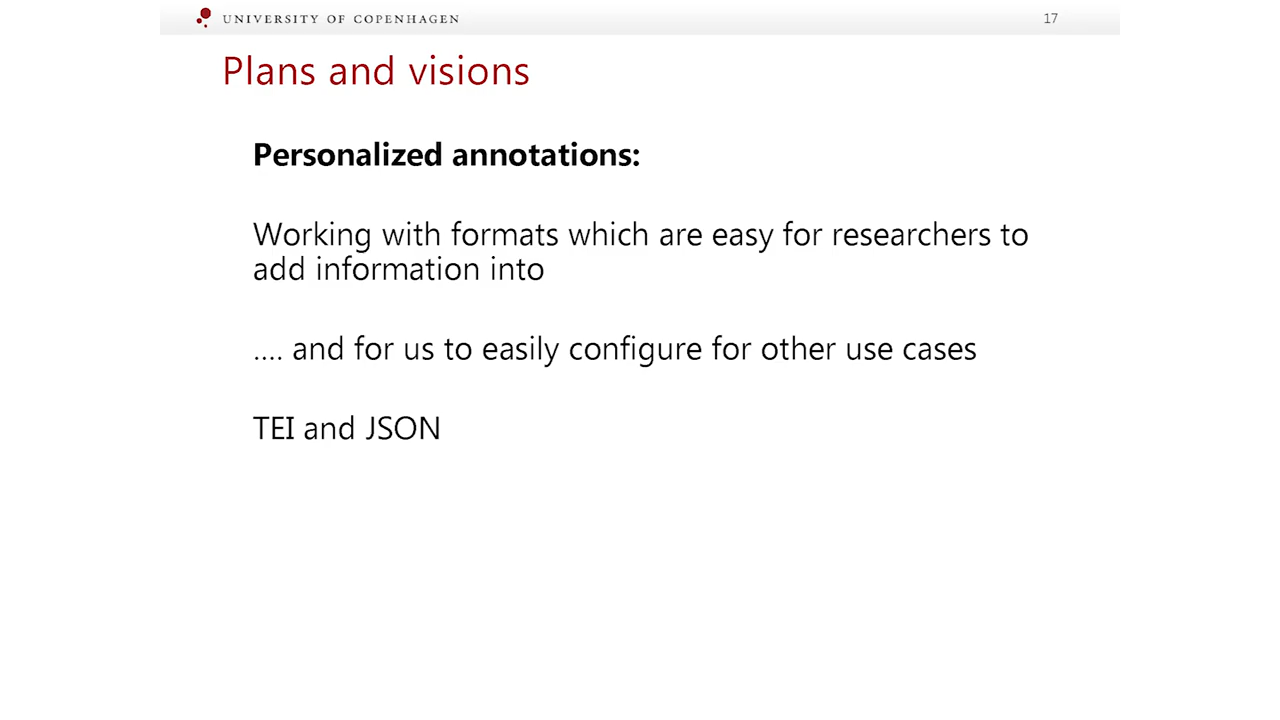 UNIVERSITY OF COPENHAGEN
17
Plans and visions
Personalized annotations:
Working with formats which are easy for researchers to
add information into
.... and for us to easily configure for other use cases
TEI and JSON